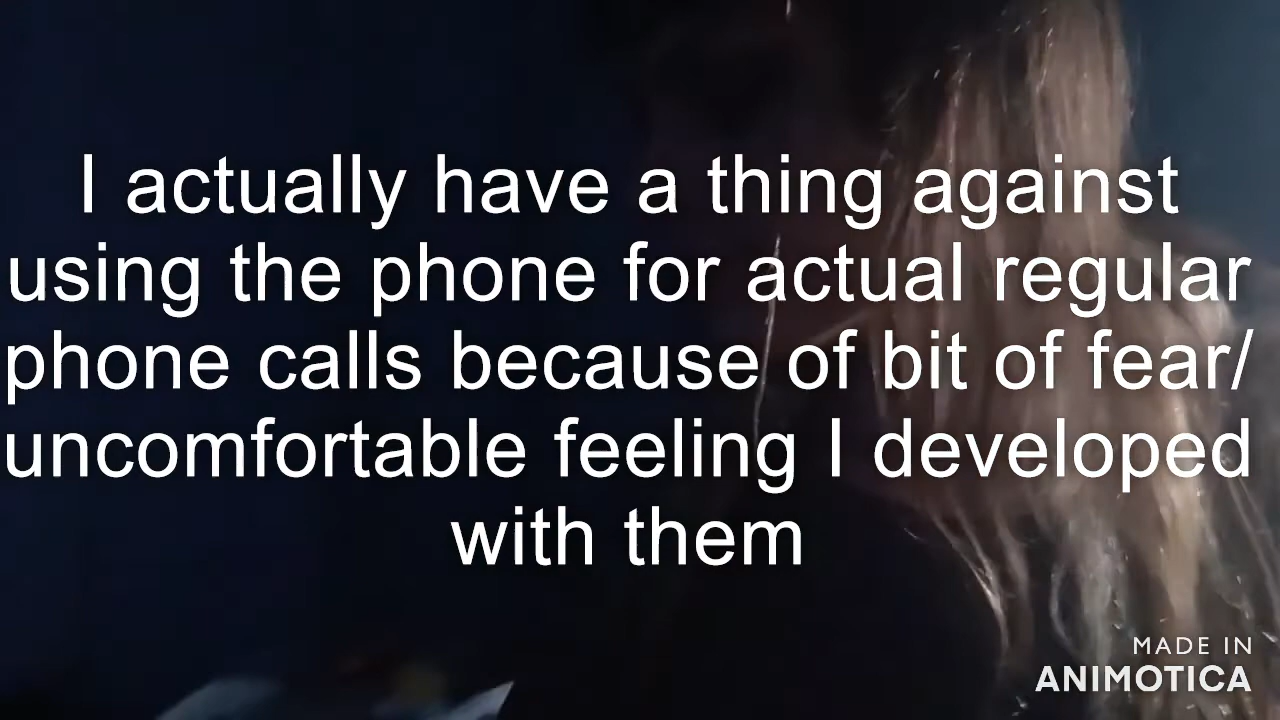 I actually have a thing against
using the phone for actual regular
phone calls because of bit of fear/
uncomfortable feeling I developed
with them
MADE IN
ANIMOTICA